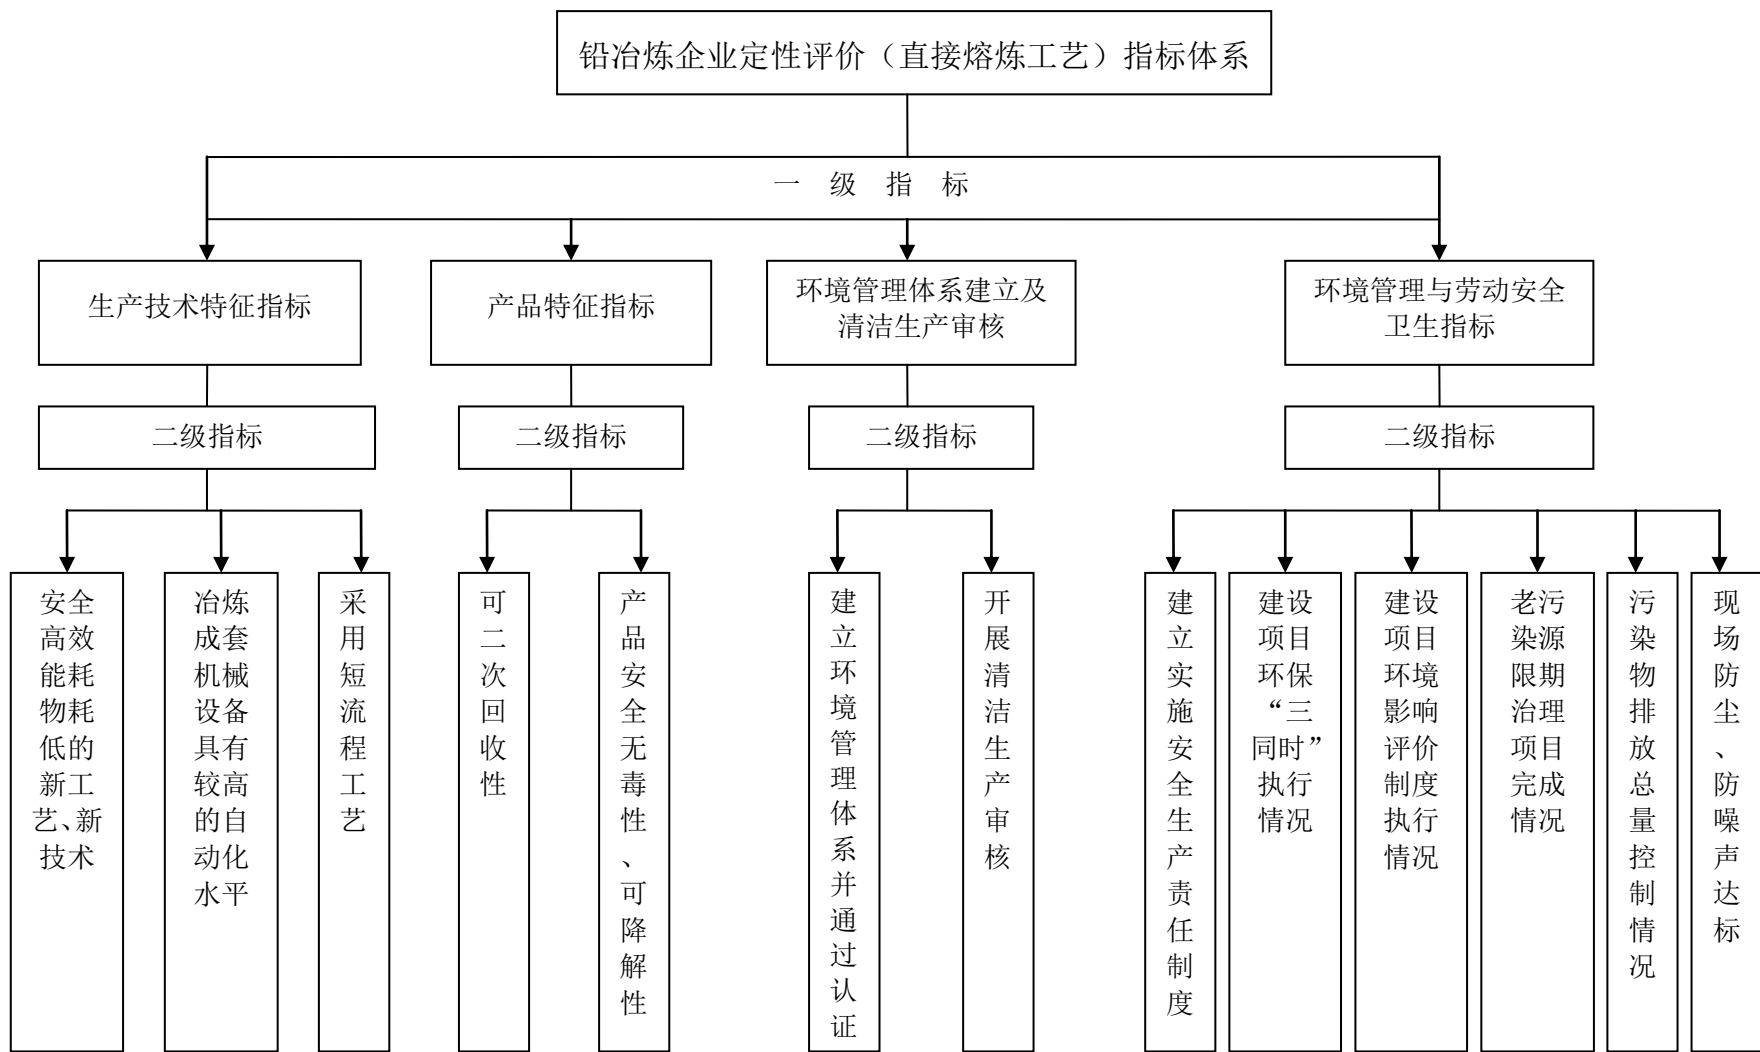 铅冶炼企业定性评价（直接熔炼工艺）指标体系
一 级 指 标
生产技术特征指标
产品特征指标
环境管理体系建立及
清洁生产审核
环境管理与劳动安全
卫生指标
二级指标
二级指标
二级指标
二级指标
安全
高效
能耗
物耗
低的
新工
艺、新
技术
冶炼
成套
机械
设备
具有
较高
的自
动化
水平
采用短流程工艺
可二次回收性
产品安全无毒性、可降解性
建立环境管理体系并通过认证
开展清洁生产审核
建立实施安全生产责任制度
建设
项目
环保
“三
同时”
执行
情况
建设
项目
环境
影响
评价
制度
执行
情况
老污
染源
限期
治理
项目
完成
情况
污染物排放总量控制情况
现场防尘、防噪声达标